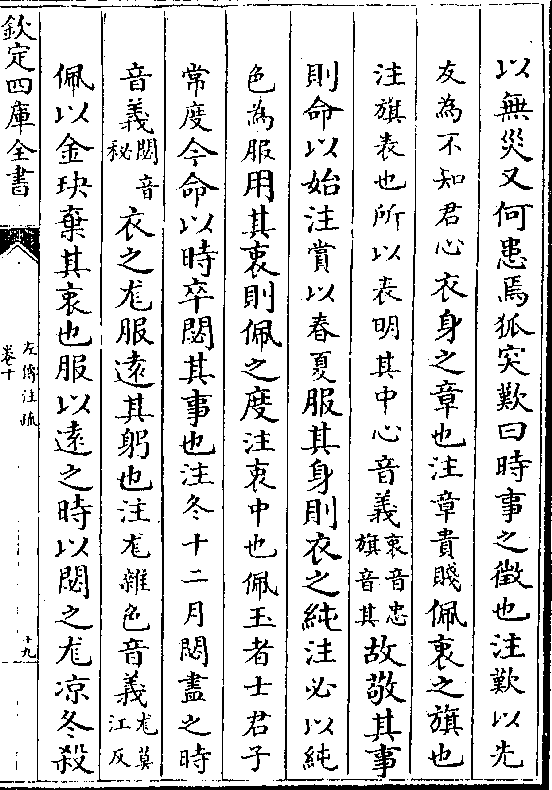 以無災又何患焉狐突歎曰時事之徵也注歎以先
友為不知君心衣身之章也注章貴賤佩衷之旗也
注旗表也所以表明其中心音義衷音忠旗音其故敬其事
則命以始注賞以春夏服其身則衣之純注必以純
色為服用其衷則佩之度注衷中也佩玉者士君子
常度今命以時卒閟其事也注冬十二月閟盡之時
音義閟音秘衣之尨服遠其躬也注尨雜色音義尨莫江反
佩以金玦棄其衷也服以遠之時以閟之尨凉冬殺
欽定四庫全書
左傳注疏
卷十
十九